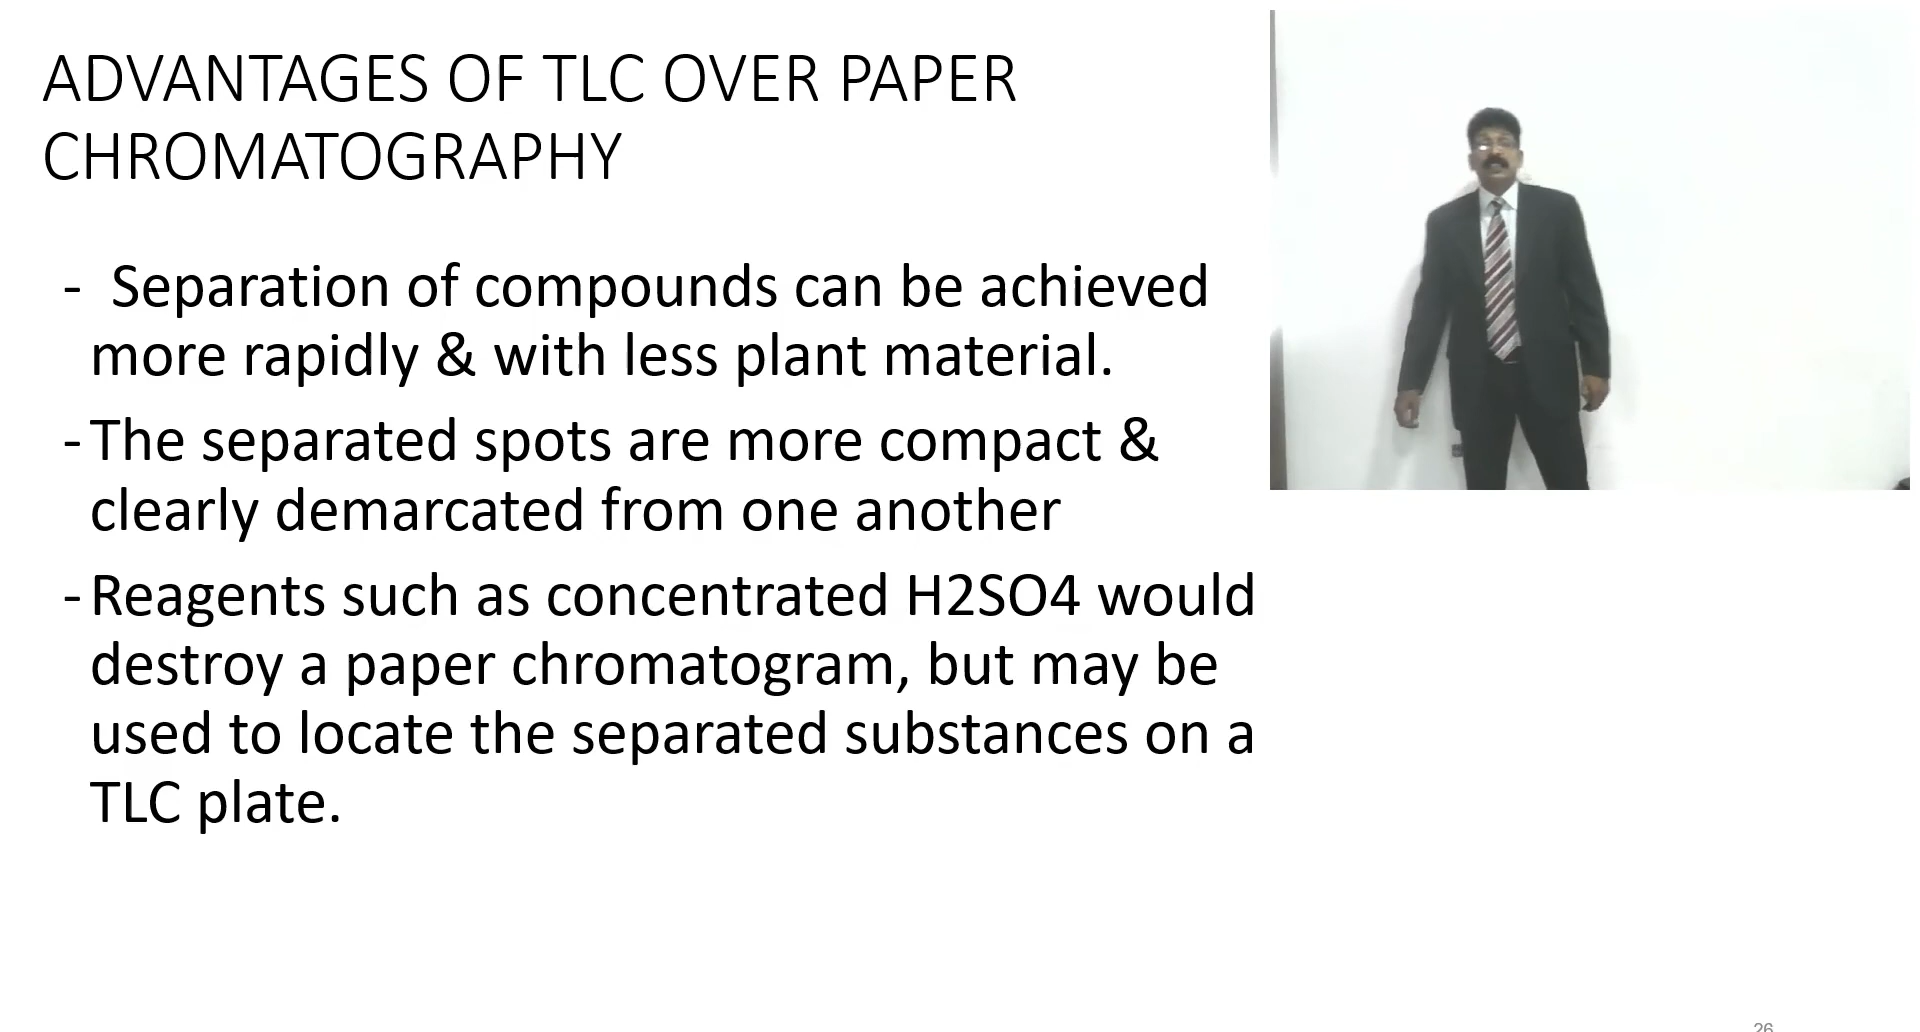 ADVANTAGES OF TLC OVER PAPER
CHROMATOGRAPHY
- Separation of compounds can be achieved
more rapidly & with less plant material.
- The separated spots are more compact &
clearly demarcated from one another
- Reagents such as concentrated H2SO4 would
destroy a paper chromatogram, but may be
used to locate the separated substances on a
TLC plate.
26